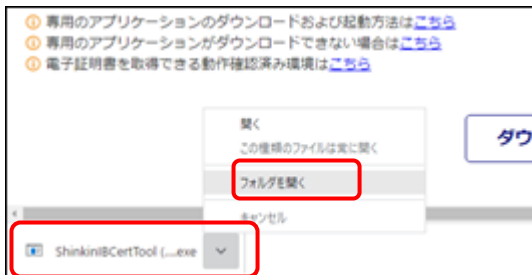 専用のアプリケーションのダウンロードおよび起動方法はこちら
専用のアプリケーションがダウンロードできない場合はこちら
電子証明書を取得できる動作確認済み環境はこちら
開く
この種類のファイルは常に開く
ダウ
フォルダを開く
キャンセル
ShinkinIBCertTool (....exe